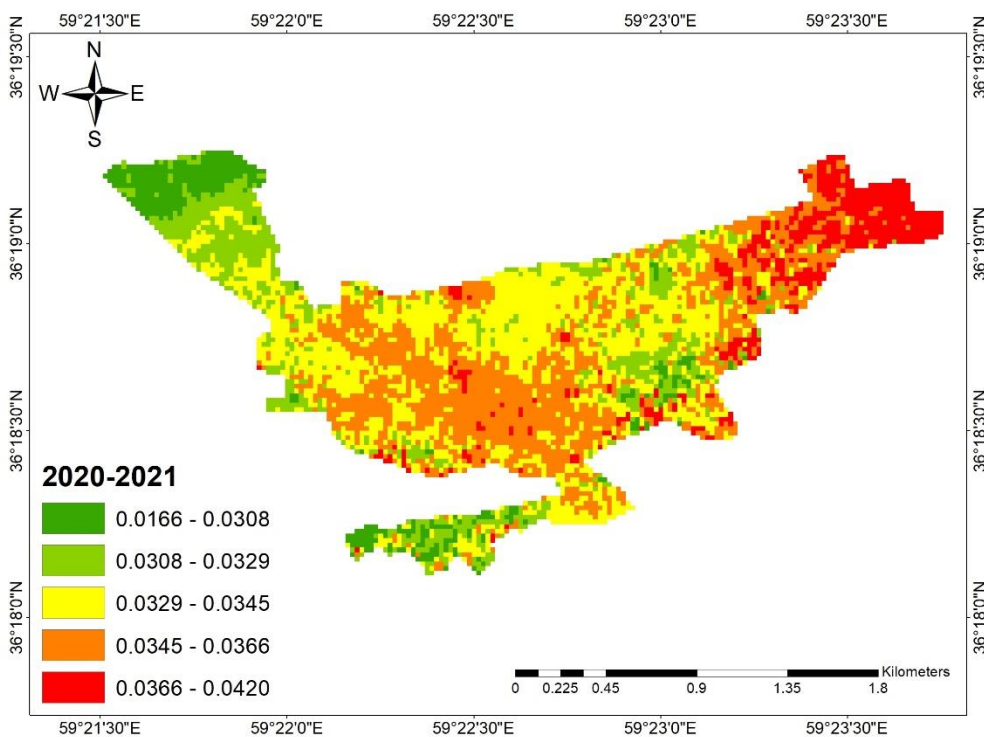 59°21'30"E 59°22'0"E 59°22'30"E 59°23'0"E 59°23'30"E
36°19'30"N 36°19'30"N
N
W E
S
36°19'0"N 36°19'0"N
36°18'30"N 36°18'30"N
2020-2021
0.0166 - 0.0308
0.0308 - 0.0329
0.0329 - 0.0345
36°18'0"N 36°18'0"N
0.0345 - 0.0366
0.0366 - 0.0420
Kilometers
0 0.225 0.45 0.9 1.35 1.8
59°21'30"E 59°22'0"E 59°22'30"E 59°23'0"E 59°23'30"E